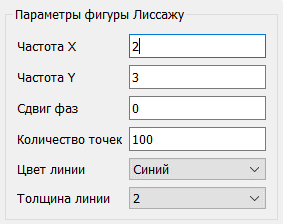 Параметры фигуры Лиссажу
Частота X 2
Частота Y 3
Сдвиг фаз 0
Количество точек 100
Цвет линии Синий
Толщина линии 2